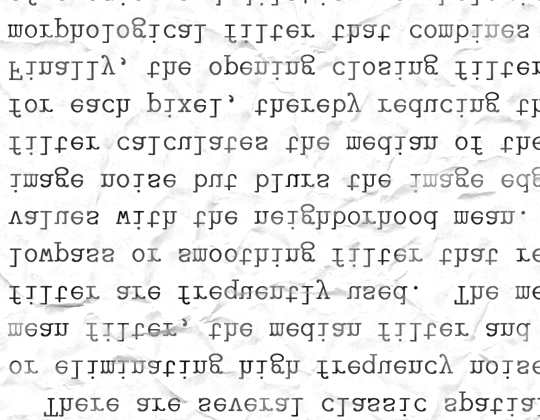 There are several classic spatial
or eliminating high frequency noise
mean filter, the median filter and
filter are frequently used. The me
lowpass or smoothing filter that re
values with the neighborhood mean.
image noise but blurs the image edg
filter calculates the median of the
for each pixel, thereby reducing th
Finally, the opening closing filter
morphological filter that combines